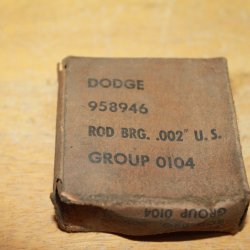 DODGE
958946
ROD BRG. .002" U.S.
GROUP 0104
GROUP 0104